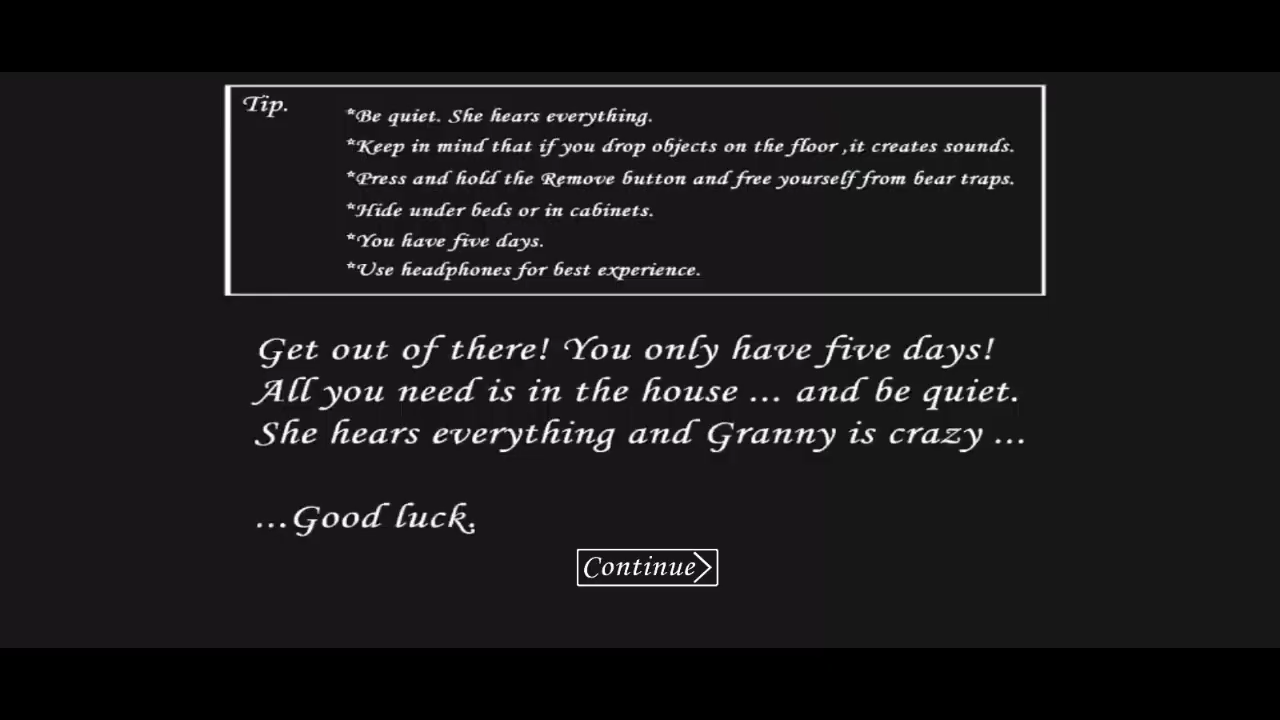 Tip.
*Be quiet. She hears everything.
*Keep in mind that if you drop objects on the floor ,it creates sounds.
*Press and hold the Remove button and free yourself from bear traps.
*Hide under beds or in cabinets.
*You have five days.
*Use headphones for best experience.
Get out of there! You only have five days!
All you need is in the house ... and be quiet.
She hears everything and Granny is crazy ...
...Good luck.
Continue>